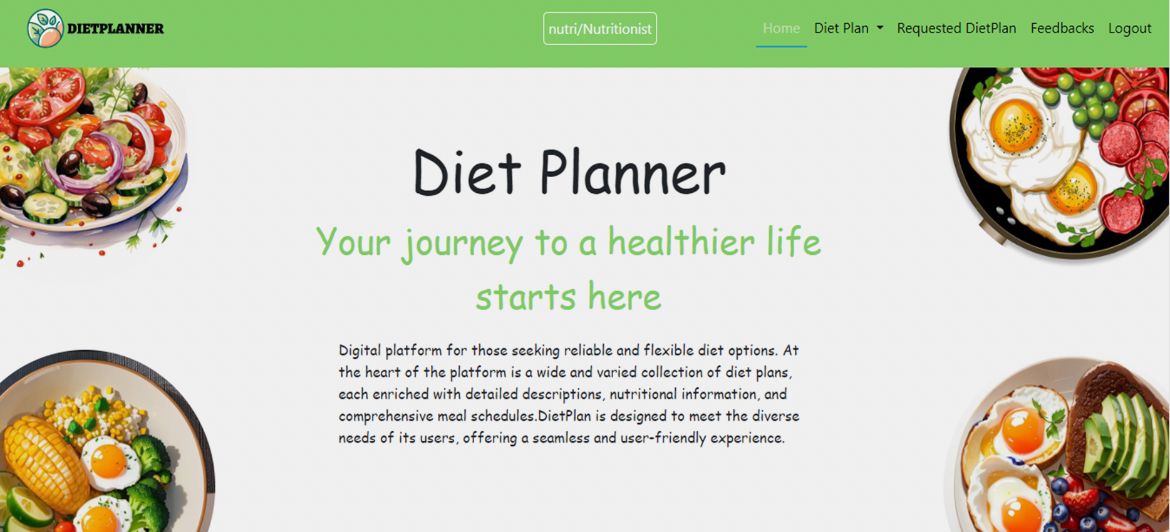 DIETPLANNER
nutri/Nutritionist
Home
Diet Plan
Requested DietPlan
Feedbacks
Logout
Diet Planner
Your journey to a healthier life
starts here
Digital platform for those seeking reliable and flexible diet options. At
the heart of the platform is a wide and varied collection of diet plans,
each enriched with detailed descriptions, nutritional information, and
comprehensive meal schedules.DietPlan is designed to meet the diverse
needs of its users, offering a seamless and user-friendly experience.